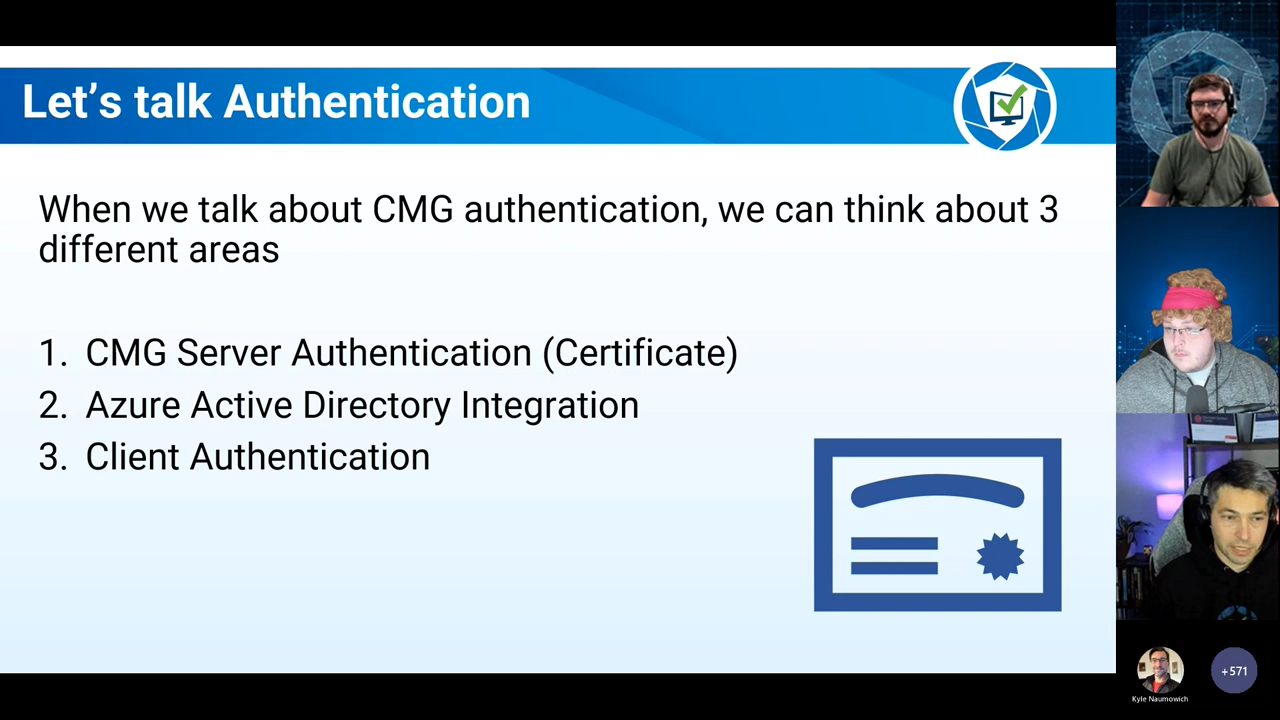 Let's talk Authentication
When we talk about CMG authentication, we can think about 3
different areas
1. CMG Server Authentication (Certificate)
2. Azure Active Directory Integration
3. Client Authentication
Kyle Naumowich
+571